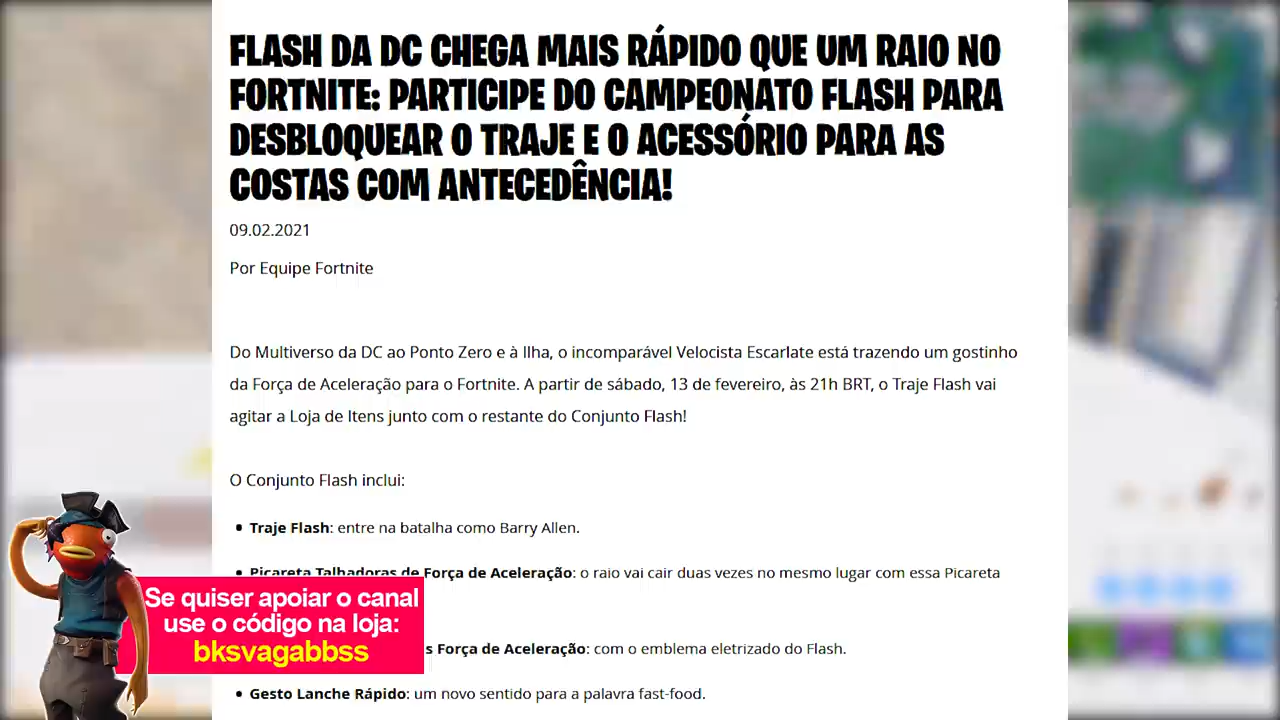 FLASH DA DC CHEGA MAIS RÁPIDO QUE UM RAIO NO
FORTNITE: PARTICIPE DO CAMPEONATO FLASH PARA
DESBLOQUEAR O TRAJE E O ACESSÓRIO PARA AS
COSTAS COM ANTECEDÊNCIA!
09.02.2021
Por Equipe Fortnite
Do Multiverso da DC ao Ponto Zero e à Ilha, o incomparável Velocista Escarlate está trazendo um gostinho
da Força de Aceleração para o Fortnite. A partir de sábado, 13 de fevereiro, às 21h BRT, o Traje Flash vai
agitar a Loja de Itens junto com o restante do Conjunto Flash!
O Conjunto Flash inclui:
• Traje Flash: entre na batalha como Barry Allen.
• Picareta Talhadoras de Força de Aceleração: o raio vai cair duas vezes no mesmo lugar com essa Picareta
s Força de Aceleração: com o emblema eletrizado do Flash.
• Gesto Lanche Rápido: um novo sentido para a palavra fast-food.
Se quiser apoiar o canal
use o código na loja:
bksvagabbss